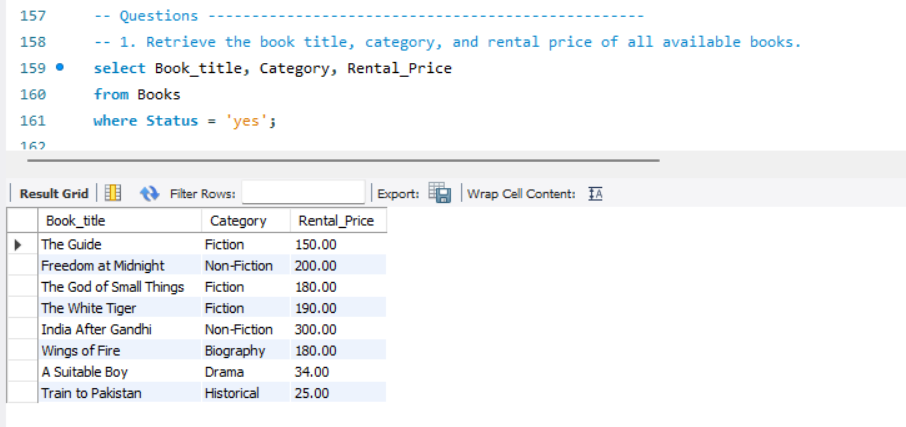 157 -- Questions --------------------------------------------------
158 -- 1. Retrieve the book title, category, and rental price of all available books.
159 select Book_title, Category, Rental_Price
160 from Books
161 where Status = 'yes';
162
Result Grid Filter Rows: Export: Wrap Cell Content: IA
Book_title Category Rental_Price
The Guide Fiction 150.00
Freedom at Midnight Non-Fiction 200.00
The God of Small Things Fiction 180.00
The White Tiger Fiction 190.00
India After Gandhi Non-Fiction 300.00
Wings of Fire Biography 180.00
A Suitable Boy Drama 34.00
Train to Pakistan Historical 25.00